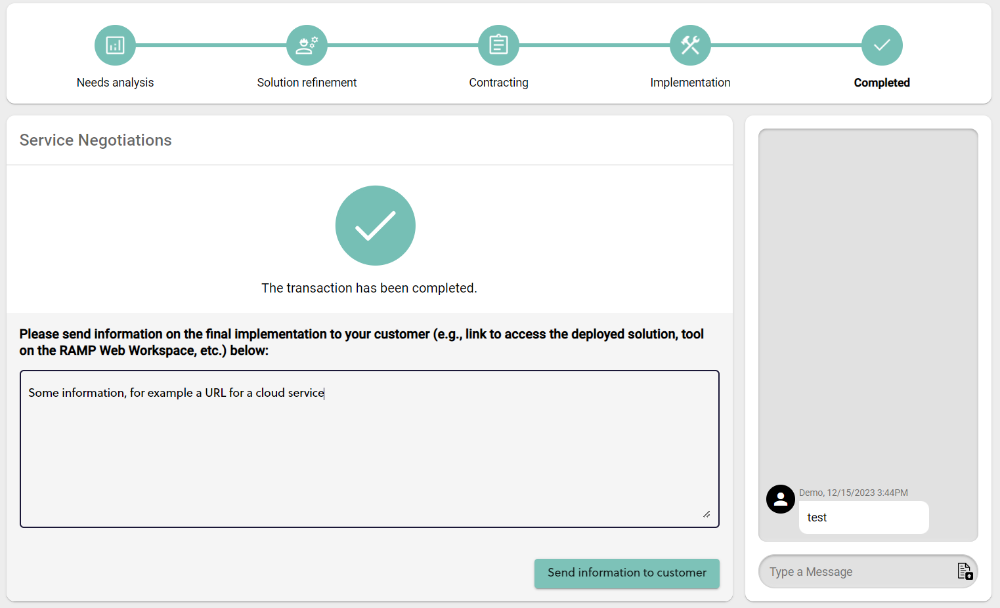 Needs analysis
Solution refinement
Contracting
Implementation
Completed
Service Negotiations
The transaction has been completed.
Please send information on the final implementation to your customer (e.g., link to access the deployed solution, tool
on the RAMP Web Workspace, etc.) below:
Some information, for example a URL for a cloud service
Send information to customer
Demo, 12/15/2023 3:44PM
test
Type a Message